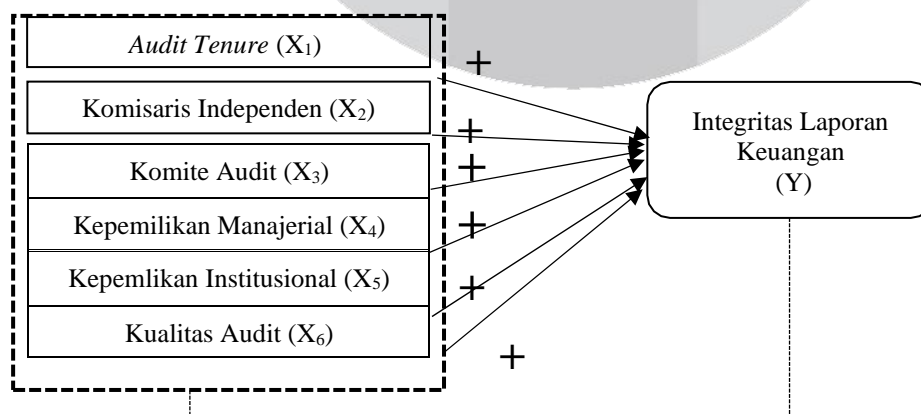 Audit Tenure (X1)
+
Komisaris Independen (X2)
+
Komite Audit (X3)
+
Kepemilikan Manajerial (X4)
+
Kepemlikan Institusional (X5)
+
Kualitas Audit (X6)
+
Integritas Laporan
Keuangan
(Y)